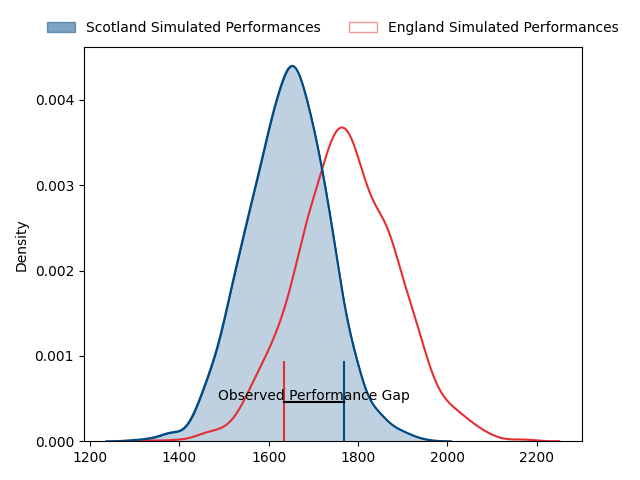 Scotland Simulated Performances
England Simulated Performances
0.004
0.003
0.002
0.001
0.000
Density
Observed Performance Gap
1200
1400
1600
1800
2000
2200